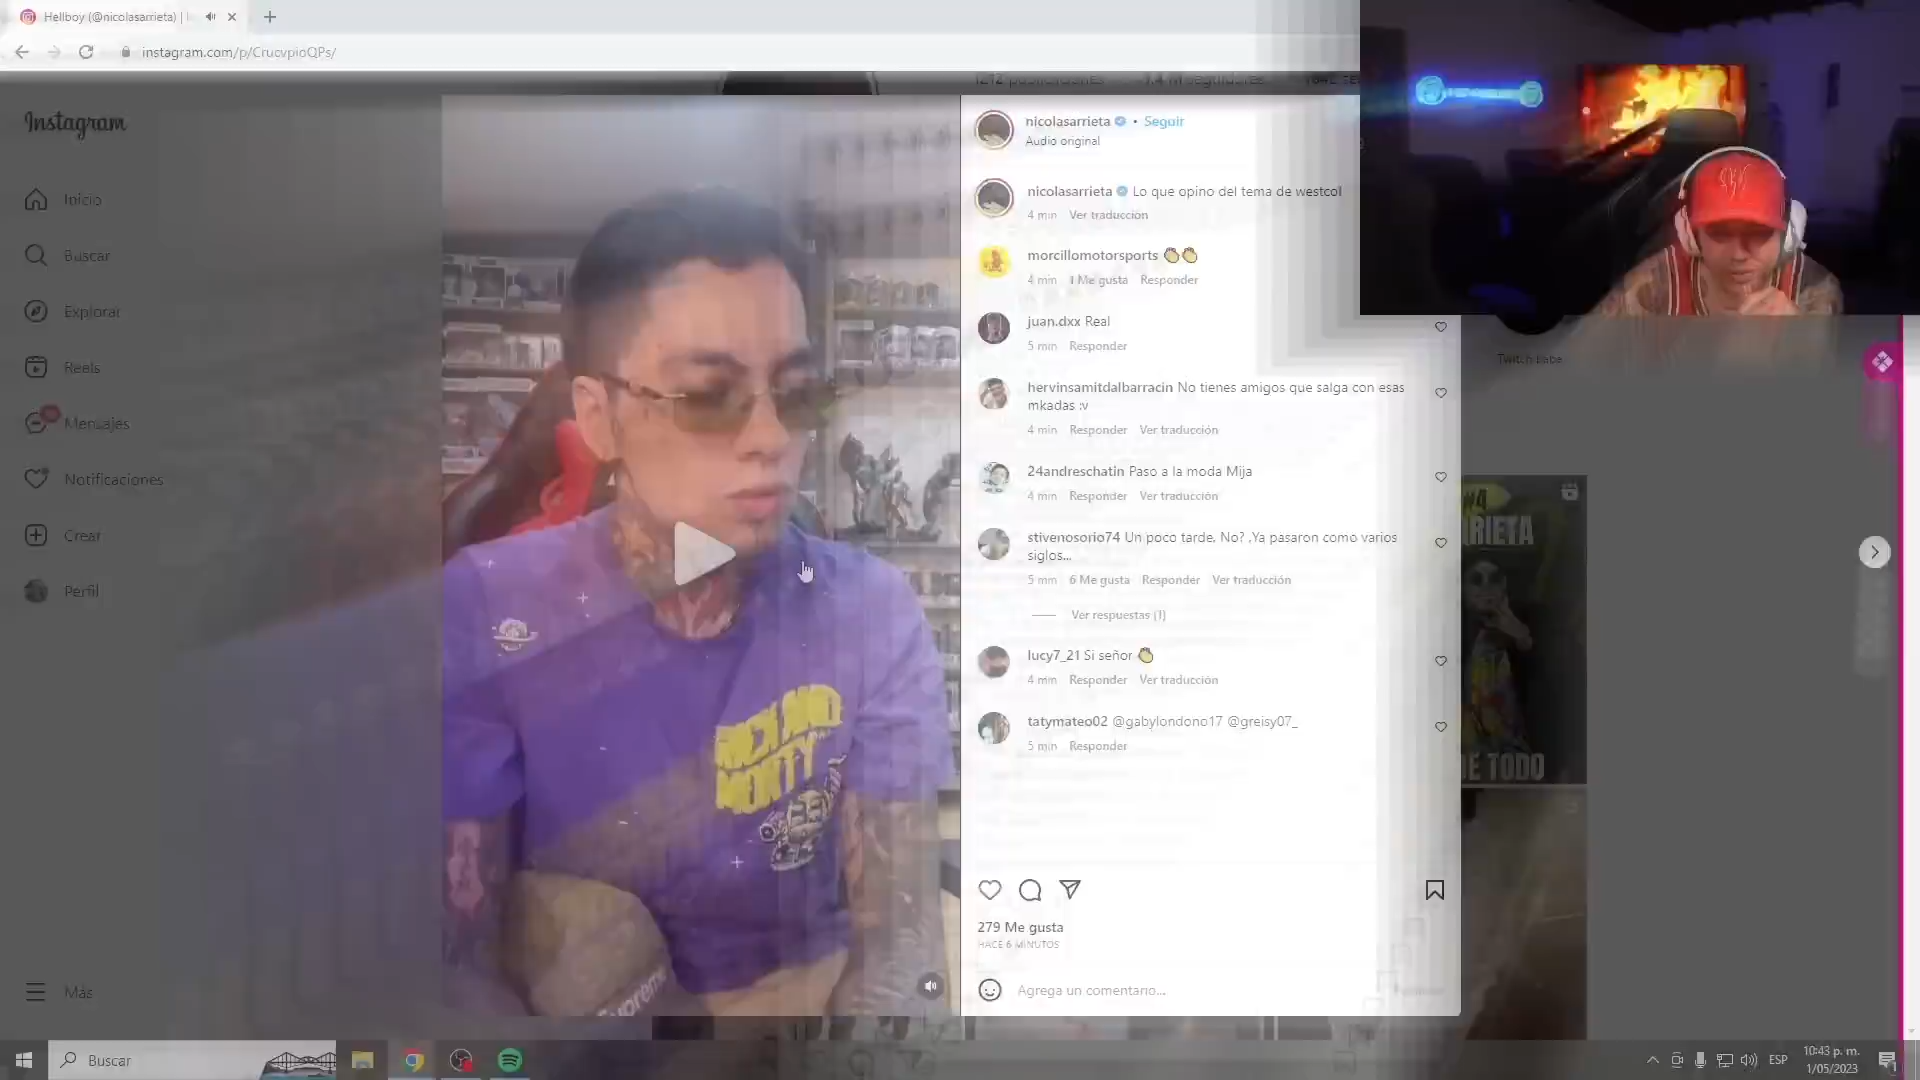 Hellboy (@nicolasarrieta) |
instagram.com/p/CrucvpioQPs/
Instagram
Inicio
Buscar
Explorar
Reels
Mensajes
Notificaciones
Crear
Perfil
Más
nicolasarrieta • Seguir
Audio original
nicolasarrieta Lo que opino del tema de westcol
4 min Ver traducción
morcillomotorsports 👏👏
4 min 1 Me gusta Responder
juan.dxx Real
5 min Responder
hervinsamitdalbarracin No tienes amigos que salga con esas
mkadas :v
4 min Responder Ver traducción
24andreschatin Paso a la moda Mija
4 min Responder Ver traducción
stivenosorio74 Un poco tarde, No? ,Ya pasaron como varios
siglos...
5 min 6 Me gusta Responder Ver traducción
Ver respuestas (1)
lucy7_21 Si señor 👏
4 min Responder Ver traducción
tatymateo02 @gabylondono17 @greisy07_
5 min Responder
279 Me gusta
HACE 6 MINUTOS
Agrega un comentario...
MONTY
Supreme
#4
RIETA
DE TODO
Buscar
ESP
10:43 p. m.
1/05/2023